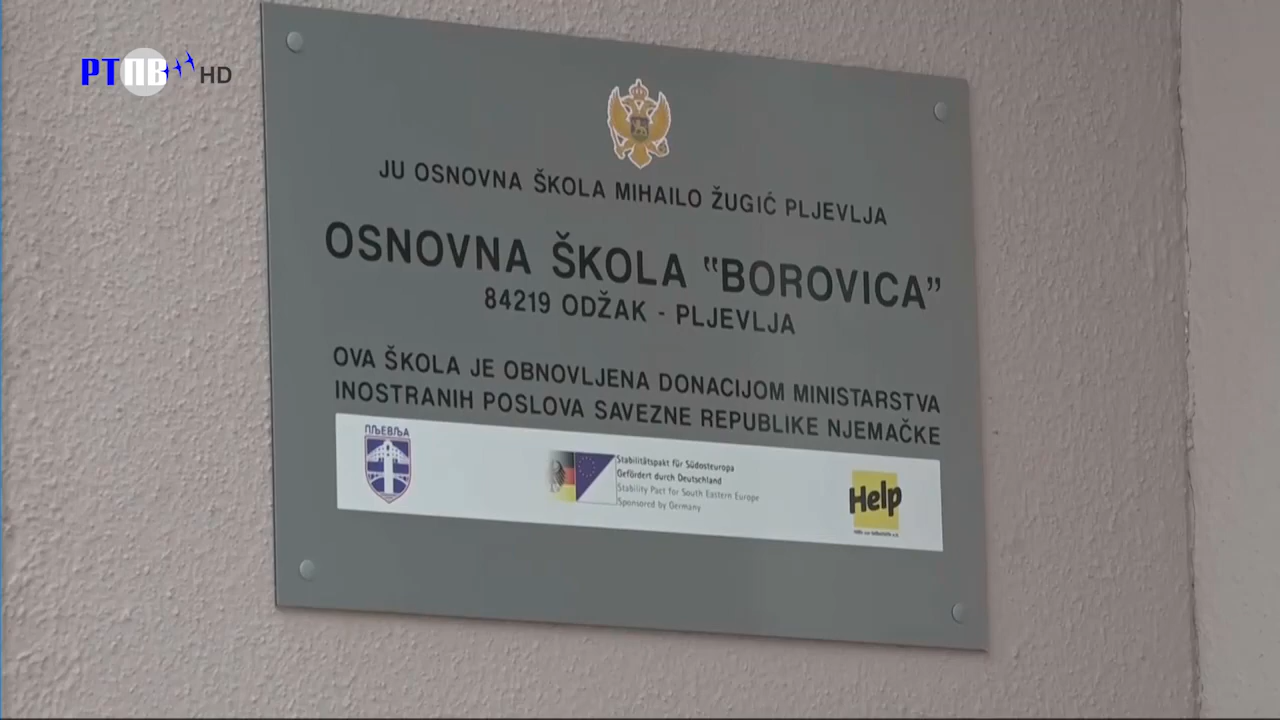 РТПВ HD
JU OSNOVNA ŠKOLA MIHAILO ŽUGIĆ PLJEVLJA
OSNOVNA ŠKOLA "BOROVICA"
84219 ODŽAK - PLJEVLJA
OVA ŠKOLA JE OBNOVLJENA DONACIJOM MINISTARSTVA
INOSTRANIH POSLOVA SAVEZNE REPUBLIKE NJEMAČKE
ПЉЕВЉА
Stabilitätspakt für Südosteuropa
Gefördert durch Deutschland
Stability Pact for South Eastern Europe
Sponsored by Germany
Help